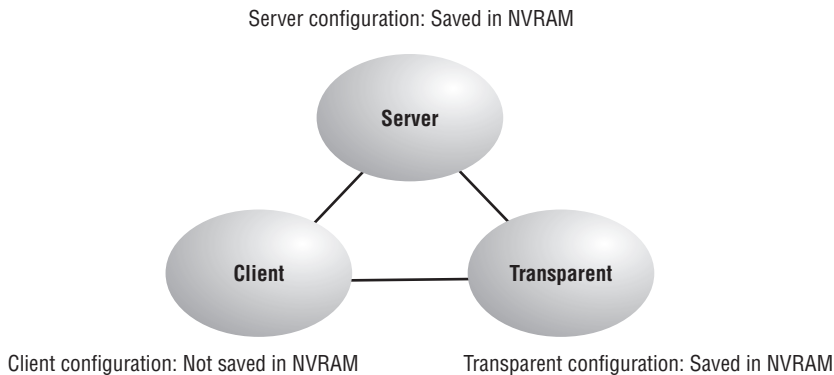 Server configuration: Saved in NVRAM
Server
Client
Transparent
Client configuration: Not saved in NVRAM
Transparent configuration: Saved in NVRAM